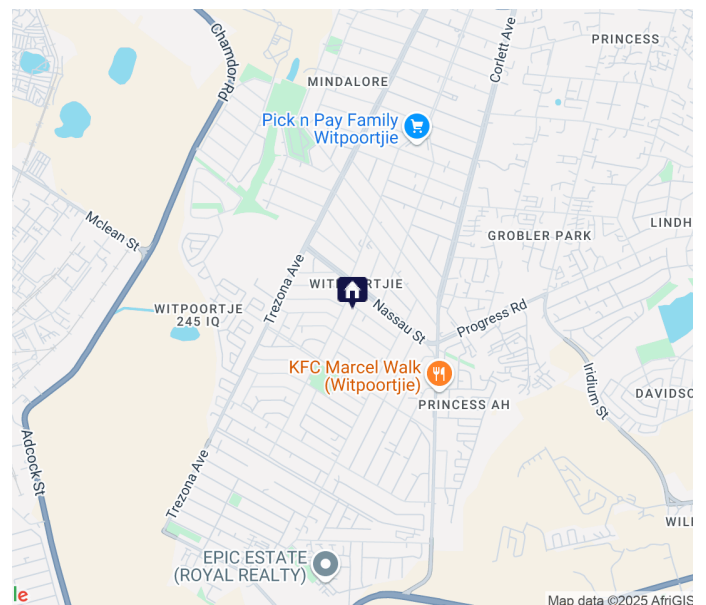 PRINCESS
Corlett Ave
Chamdor Rd
MINDALORE
Pick n Pay Family
Witpoortjie
Mclean St
LINDH
GROBLER PARK
Trezona Ave
WITPOORTJIE
WITPOORTJE
245 IQ
Nassau St
Progress Rd
KFC Marcel Walk
(Witpoortjie)
Iridium St
DAVIDSO
PRINCESS AH
Adcock St
Trezona Ave
WIL
EPIC ESTATE
(ROYAL REALTY)
le
Map data ©2025 AfriGIS